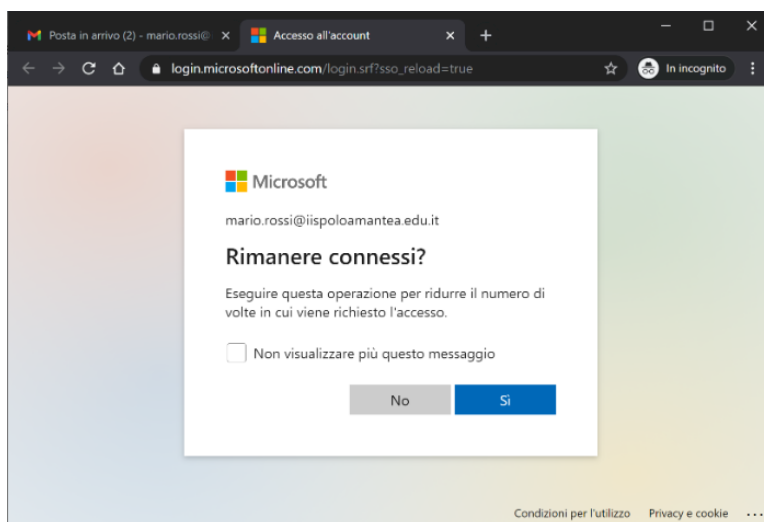 Posta in arrivo (2) - mario.rossi@
Accesso all'account
login.microsoftonline.com/login.srf?sso_reload=true
In incognito
Microsoft
mario.rossi@iispoloamantea.edu.it
Rimanere connessi?
Eseguire questa operazione per ridurre il numero di
volte in cui viene richiesto l'accesso.
Non visualizzare più questo messaggio
No
Sì
Condizioni per l'utilizzo
Privacy e cookie